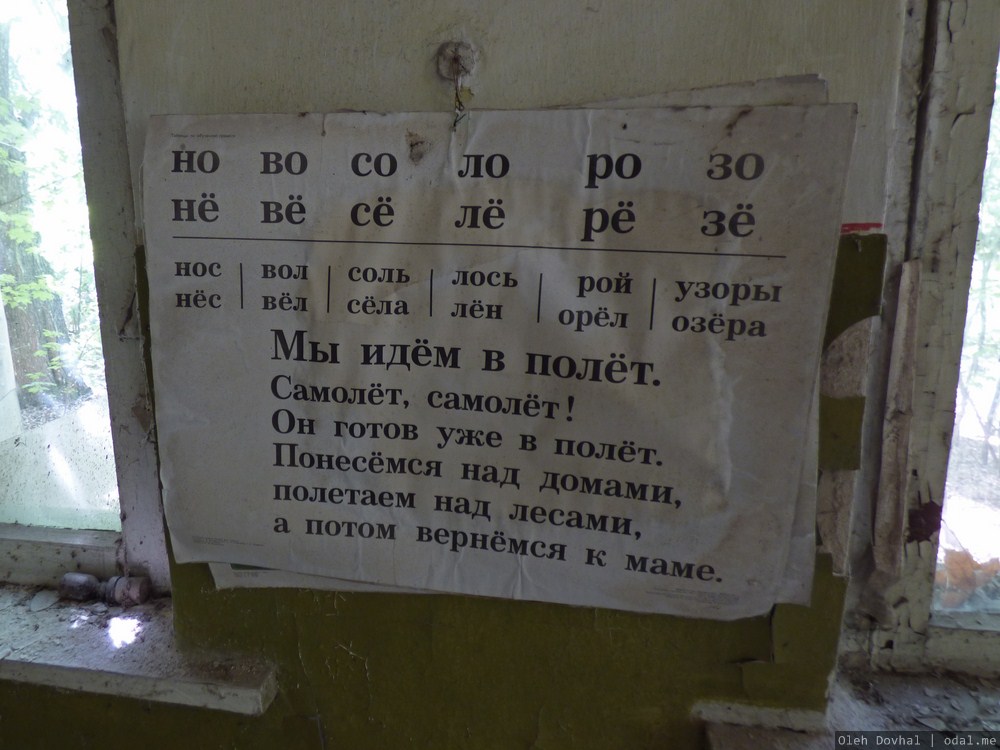 но во со ло ро зо
нё вё сё лё рё зё
нос | вол | соль | лось | рой | узоры
нёс | вёл | сёла | лён | орёл | озёра
Мы идём в полёт.
Самолёт, самолёт!
Он готов уже в полёт.
Понесёмся над домами,
полетаем над лесами,
а потом вернёмся к маме.
Oleh Dovhal | odal.me